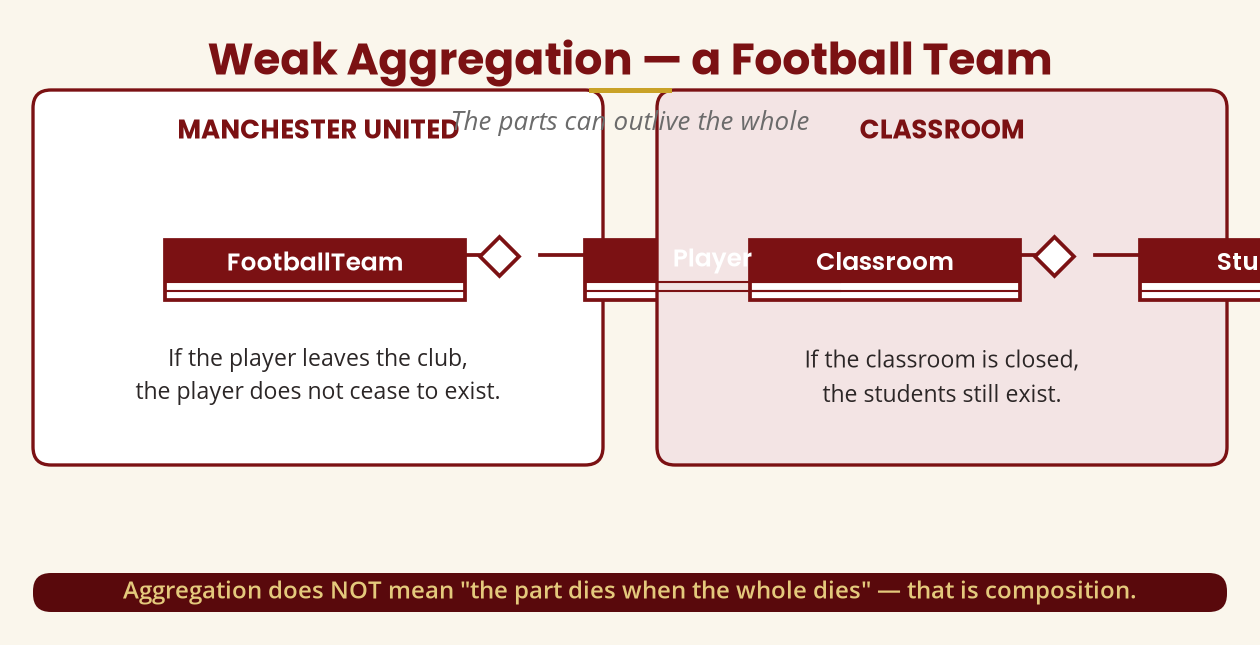 Weak Aggregation — a Football Team
The parts can outlive the whole
MANCHESTER UNITED
FootballTeam
Player
If the player leaves the club,
the player does not cease to exist.
CLASSROOM
Classroom
Stu
If the classroom is closed,
the students still exist.
Aggregation does NOT mean "the part dies when the whole dies" — that is composition.